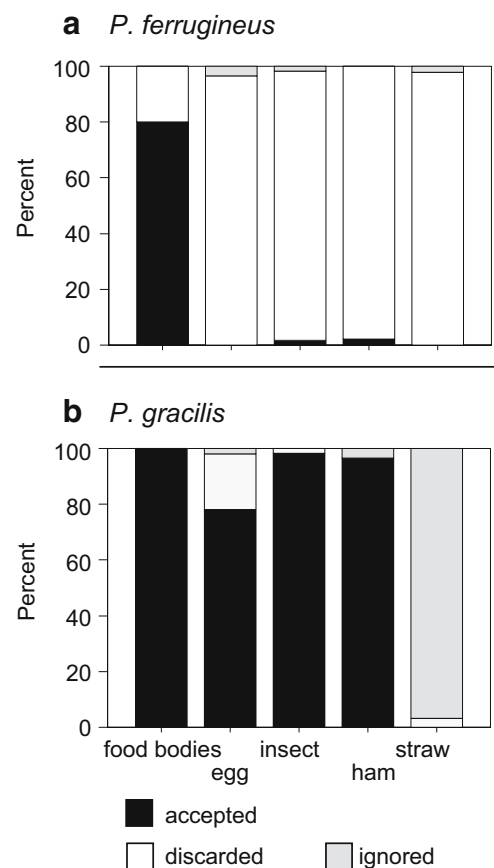 a P. ferrugineus
100
80
60
40
20
0
Percent
b P. gracilis
100
80
60
40
20
0
Percent
food bodies insect straw
egg ham
accepted
discarded ignored